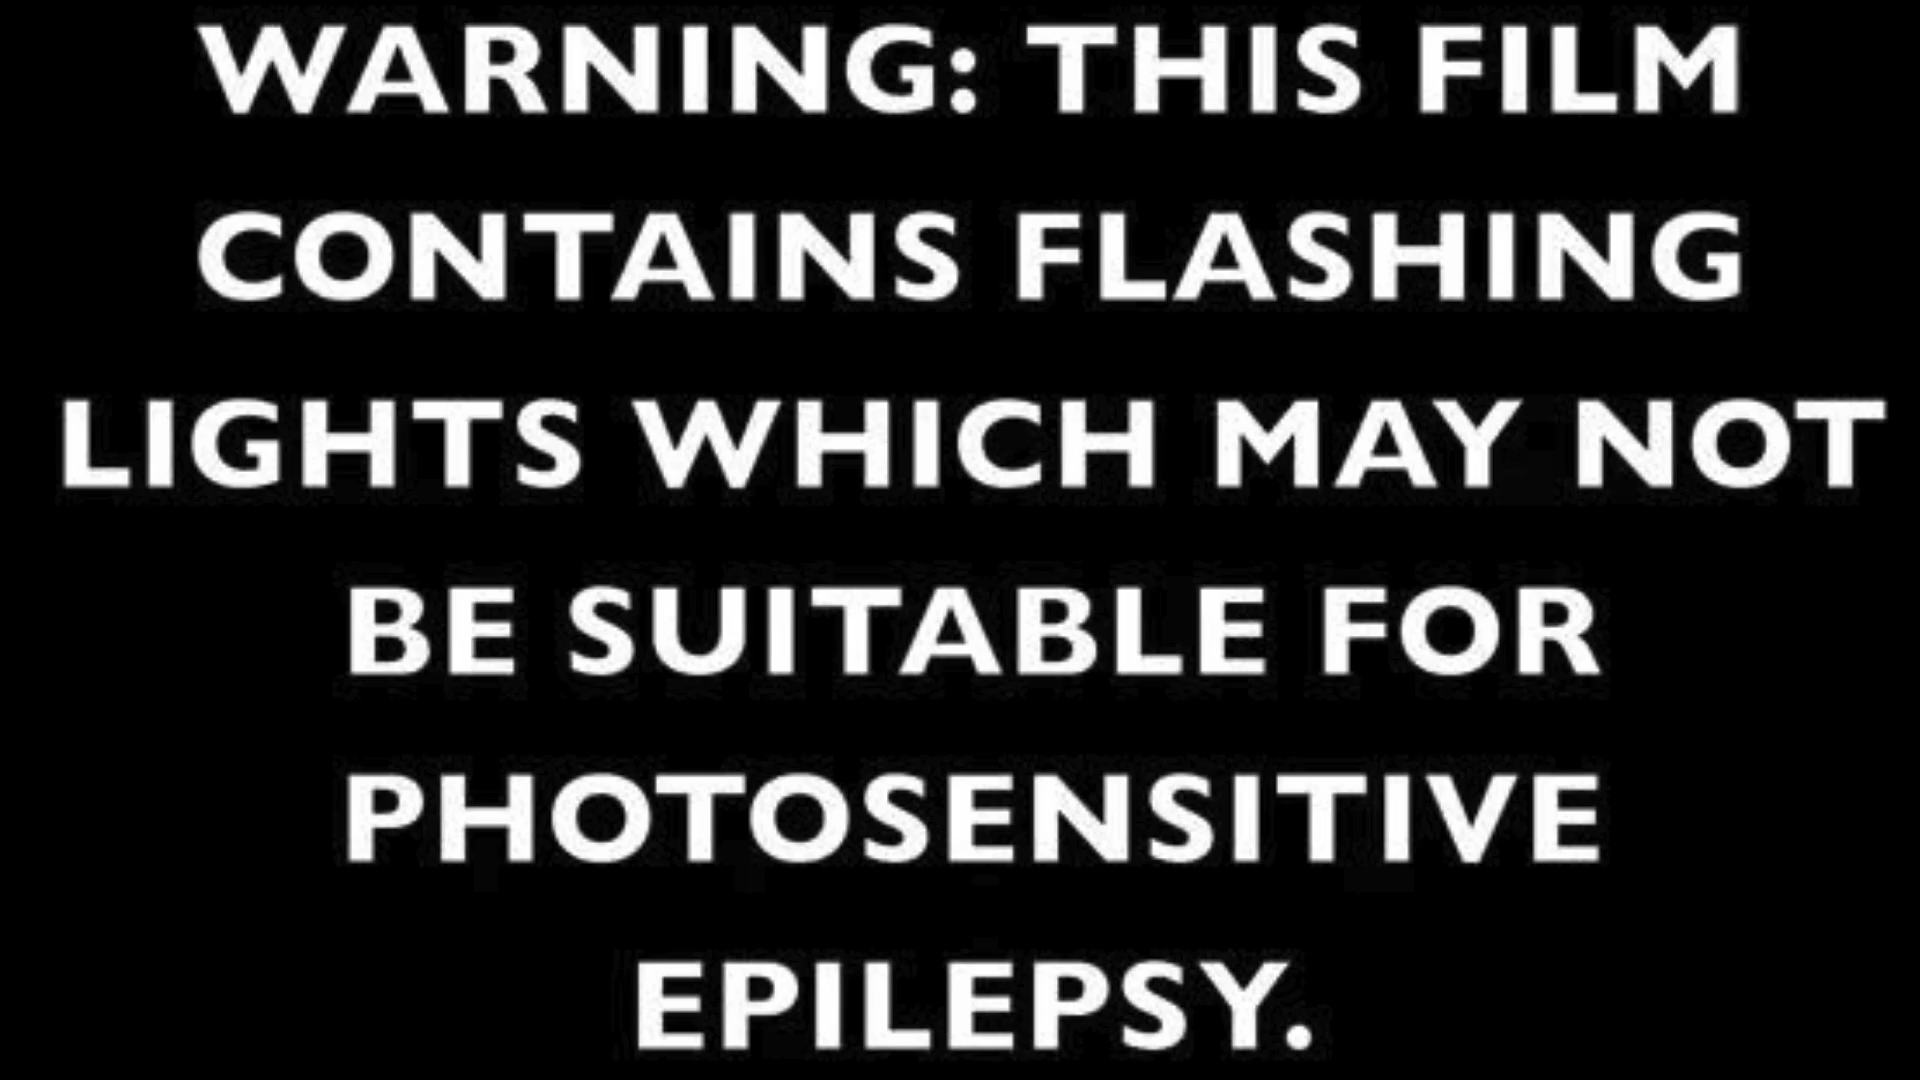 WARNING: THIS FILM
CONTAINS FLASHING
LIGHTS WHICH MAY NOT
BE SUITABLE FOR
PHOTOSENSITIVE
EPILEPSY.